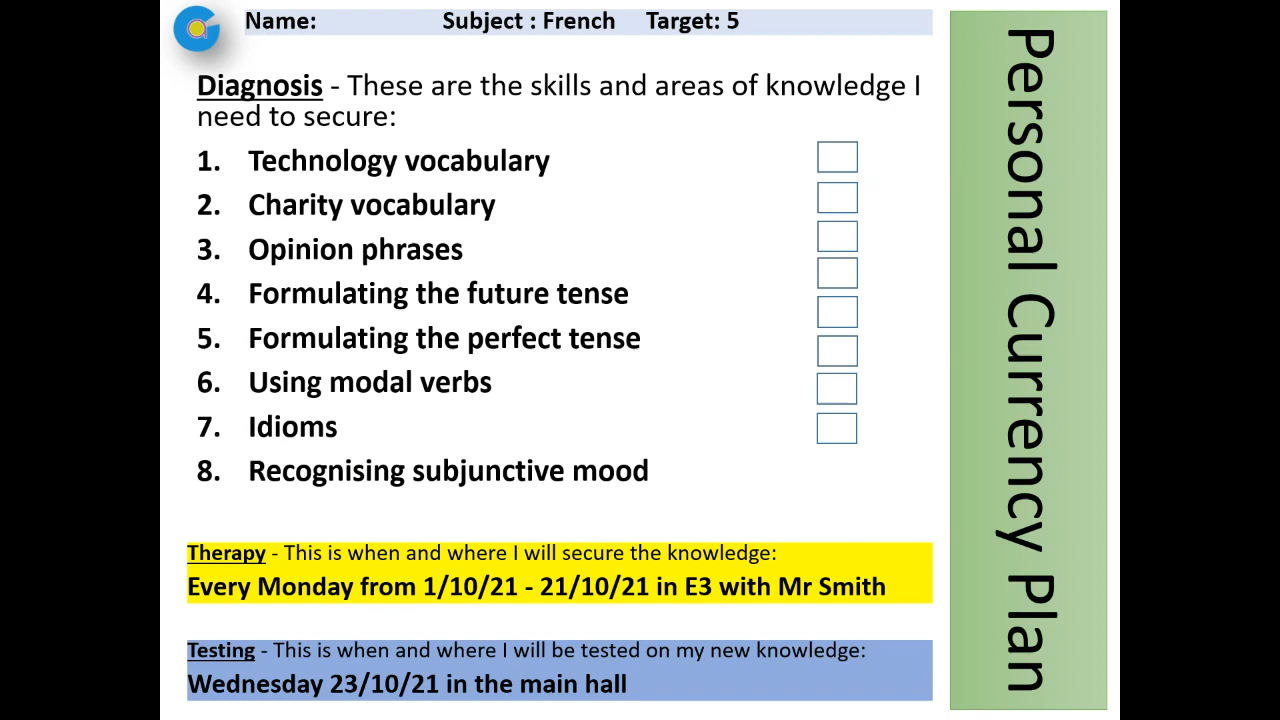 Name: Subject : French Target: 5
Diagnosis - These are the skills and areas of knowledge I
need to secure:
1. Technology vocabulary
2. Charity vocabulary
3. Opinion phrases
4. Formulating the future tense
5. Formulating the perfect tense
6. Using modal verbs
7. Idioms
8. Recognising subjunctive mood
Therapy - This is when and where I will secure the knowledge:
Every Monday from 1/10/21 - 21/10/21 in E3 with Mr Smith
Testing - This is when and where I will be tested on my new knowledge:
Wednesday 23/10/21 in the main hall
Personal Currency Plan